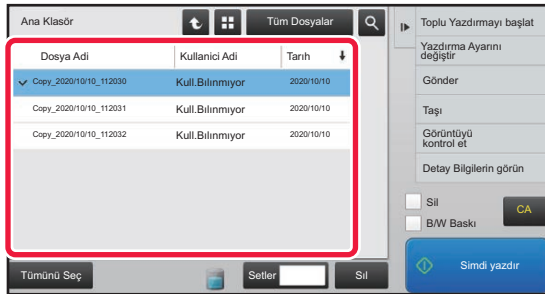 Ana Klasör
Tüm Dosyalar
Dosya Adi
Kullanici Adi
Tarıh
Copy_2020/10/10_112030
Kull.Bılınmıyor
2020/10/10
Copy_2020/10/10_112031
Kull.Bılınmıyor
2020/10/10
Copy_2020/10/10_112032
Kull.Bılınmıyor
2020/10/10
Tümünü Seç
Setler
Sıl
Toplu Yazdırmayı başlat
Yazdırma Ayarını
değiştir
Gönder
Taşı
Görüntüyü
kontrol et
Detay Bilgilerin görün
Sil
B/W Baskı
CA
Simdi yazdır